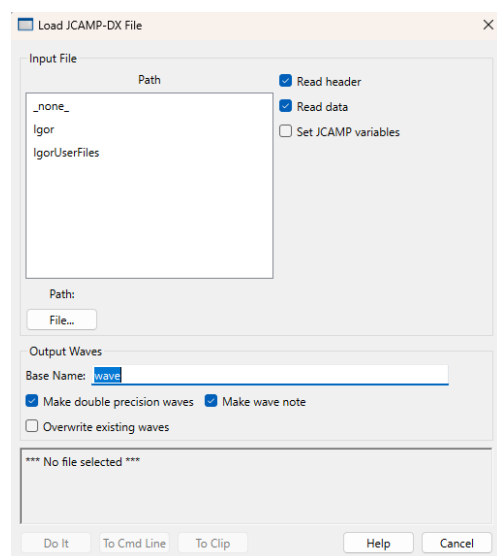 Load JCAMP-DX File
Input File
Path
_none_
Igor
IgorUserFiles
Read header
Read data
Set JCAMP variables
Path:
File...
Output Waves
Base Name: wave
Make double precision waves Make wave note
Overwrite existing waves
*** No file selected ***
Do It To Cmd Line To Clip Help Cancel